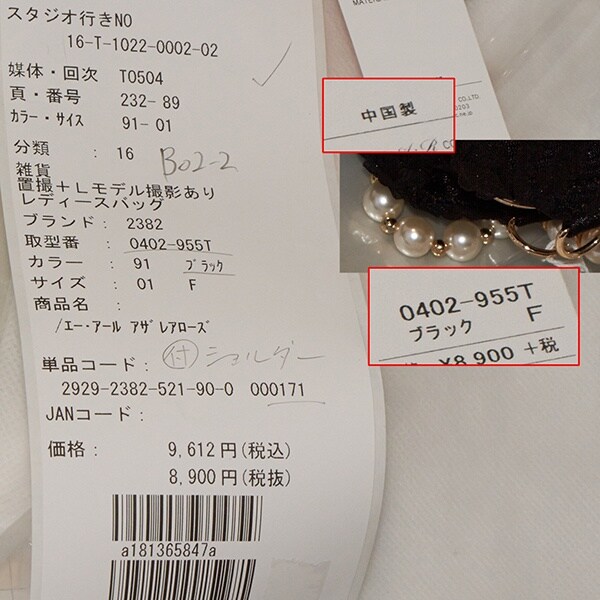 スタジオ行きNO
16-T-1022-0002-02
媒体・回次 T0504
頁・番号 232- 89
カラー・サイズ 91- 01
分類 : 16 B02-2
雑貨
置撮+Lモデル撮影あり
レディースバッグ
ブランド : 2382
取型番 : 0402-955T
カラー : 91 ブラック
サイズ : 01 F
商品名 :
/エー・アール アザレアローズ
単品コード : 付 ショルダー
2929-2382-521-90-0 000171
JANコード :
価格 : 9,612円(税込)
8,900円(税抜)
a181365847a
CO.,LTD.
中国製
CO
0402-955T
ブラック F
¥8,900 +税